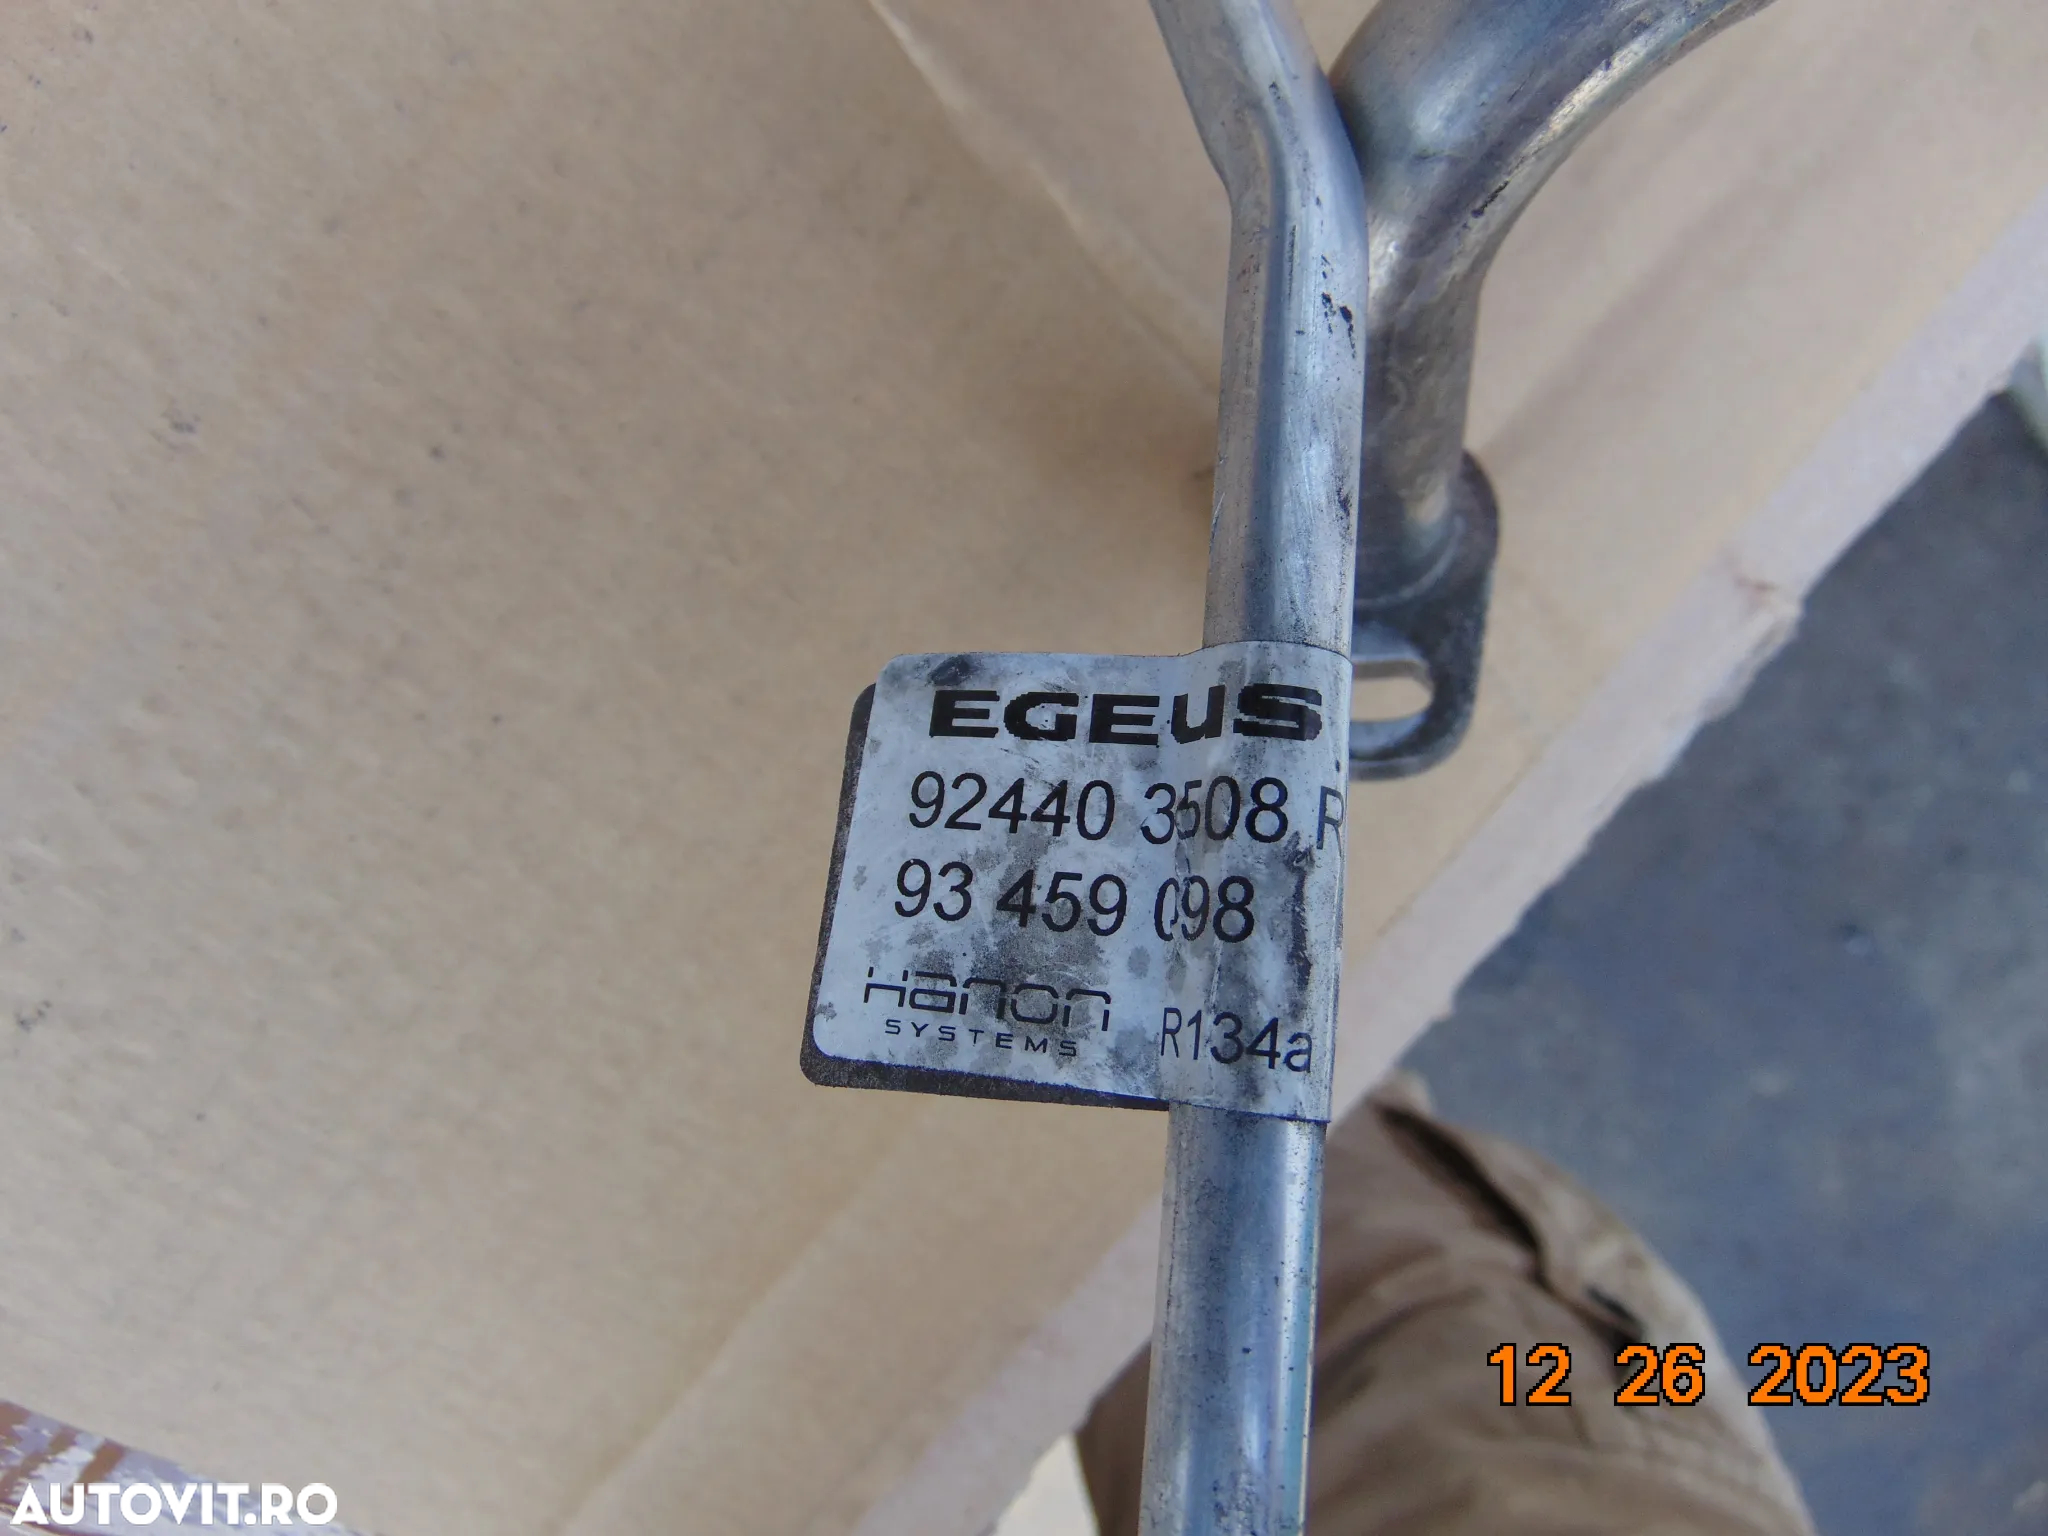 EGEUS
92440 3508 R
93 459 098
Hanon
SYSTEMS
R134a
12 26 2023
AUTOVIT.RO